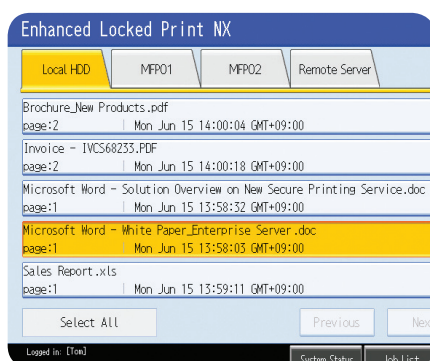 Enhanced Locked Print NX
Local HDD MFP01 MFP02 Remote Server
Brochure_New Products.pdf
page:2 Mon Jun 15 14:00:04 GMT+09:00
Invoice - IVCS68233.PDF
page:2 Mon Jun 15 14:00:18 GMT+09:00
Microsoft Word - Solution Overview on New Secure Printing Service.doc
page:1 Mon Jun 15 13:58:32 GMT+09:00
Microsoft Word - White Paper_Enterprise Server.doc
page:1 Mon Jun 15 13:58:03 GMT+09:00
Sales Report.xls
page:1 Mon Jun 15 13:59:11 GMT+09:00
Select All Previous Nex
Logged in: [Tom] System Status Job List